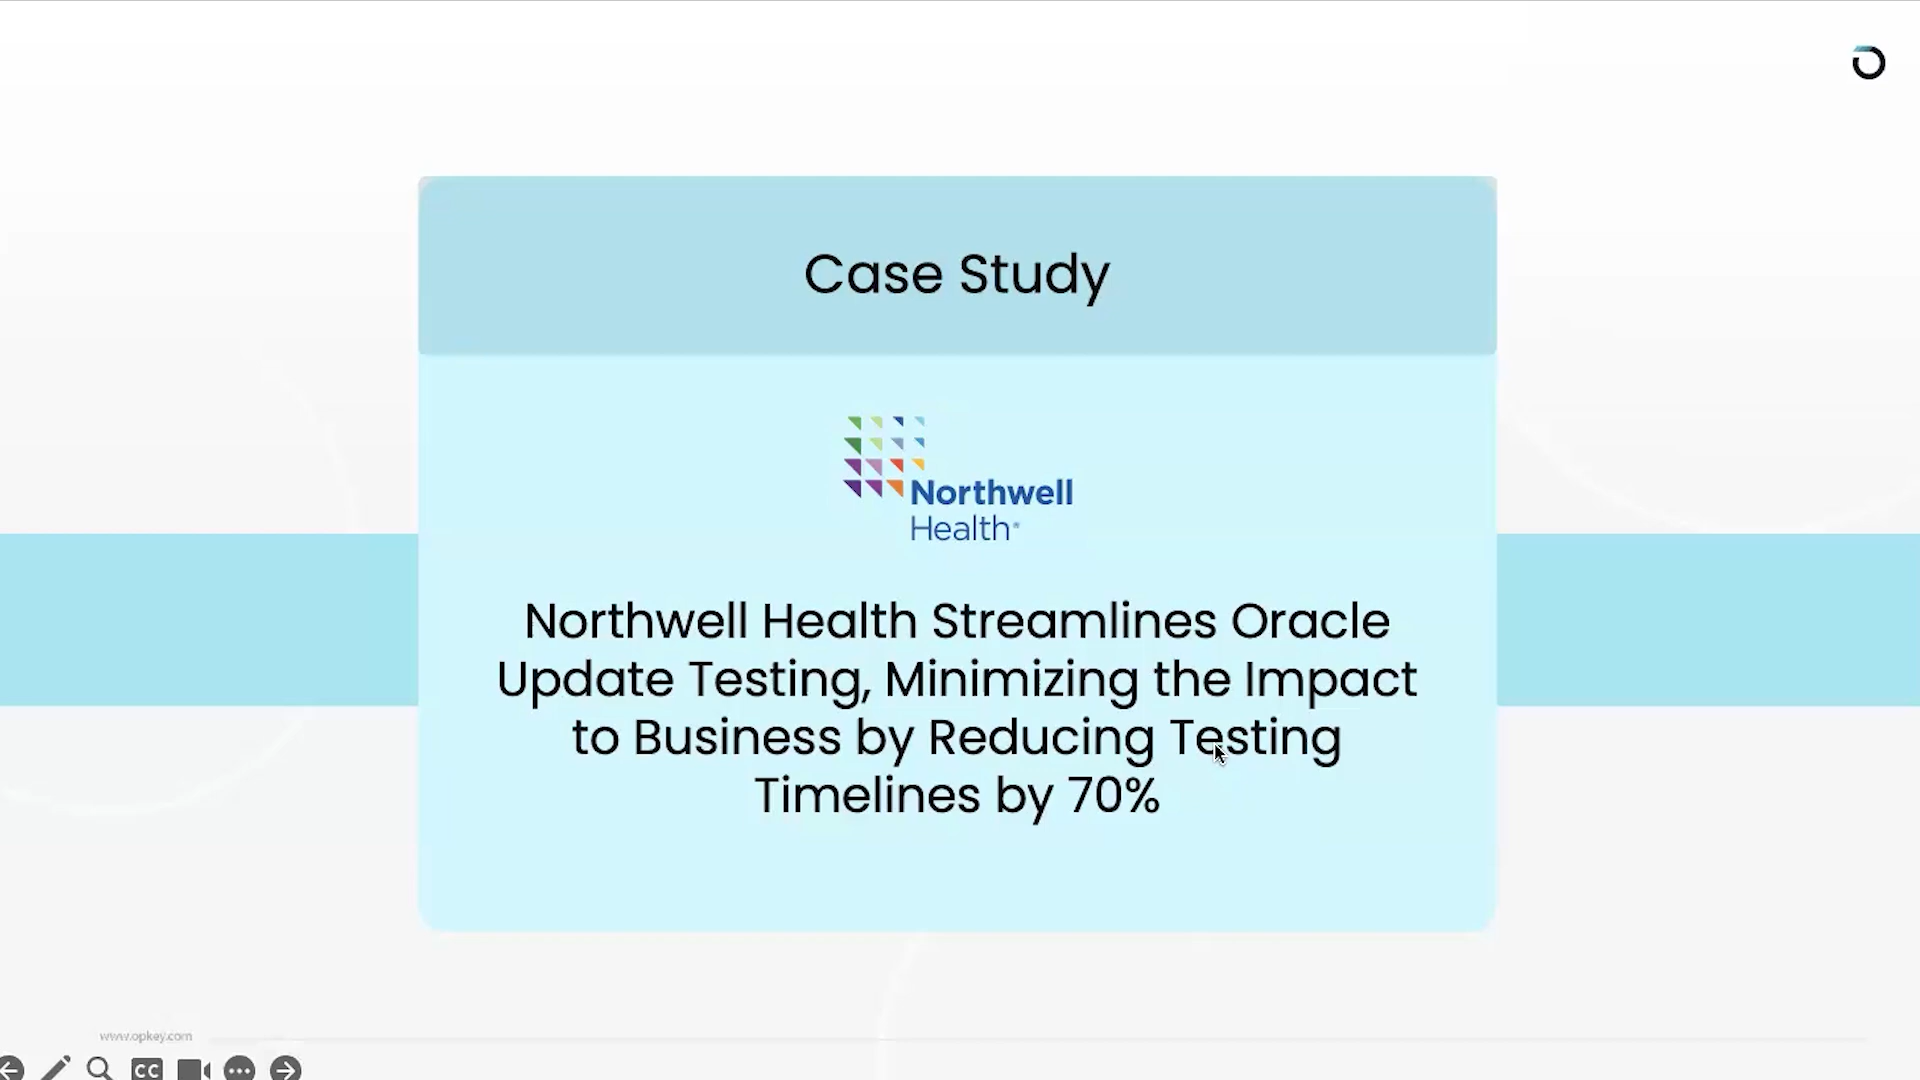 Case Study
Northwell
Health®
Northwell Health Streamlines Oracle
Update Testing, Minimizing the Impact
to Business by Reducing Testing
Timelines by 70%
www.opkey.com
CC